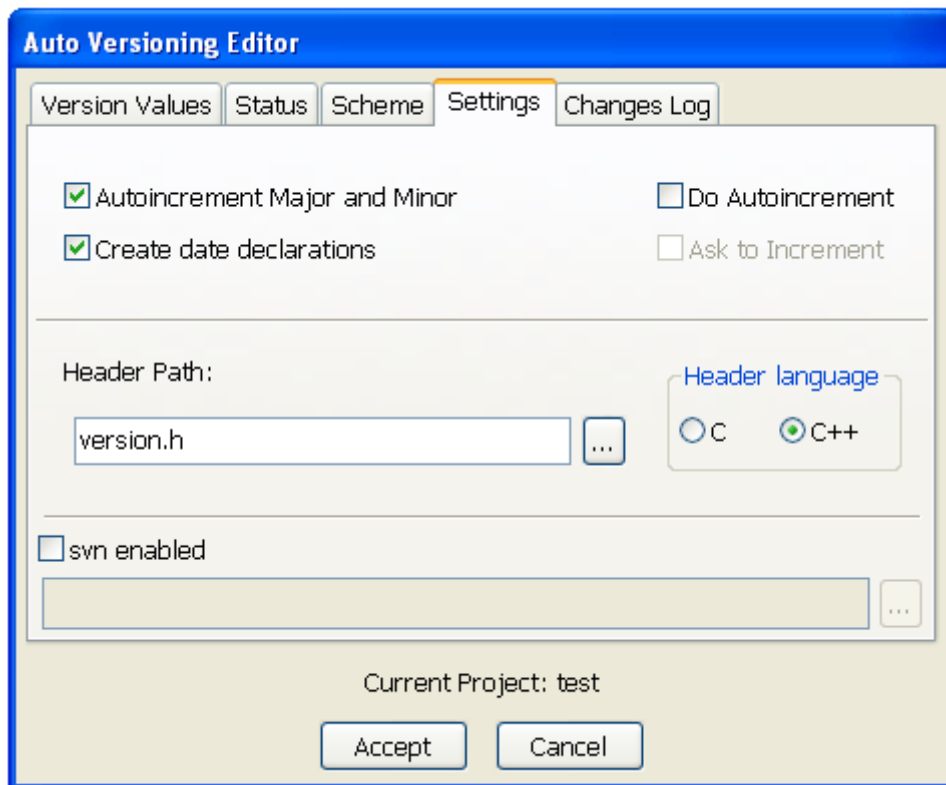 Auto Versioning Editor
Version Values Status Scheme Settings Changes Log
Autoincrement Major and Minor Do Autoincrement
Create date declarations Ask to Increment
Header Path: Header language
version.h ... C C++
svn enabled
...
Current Project: test
Accept Cancel